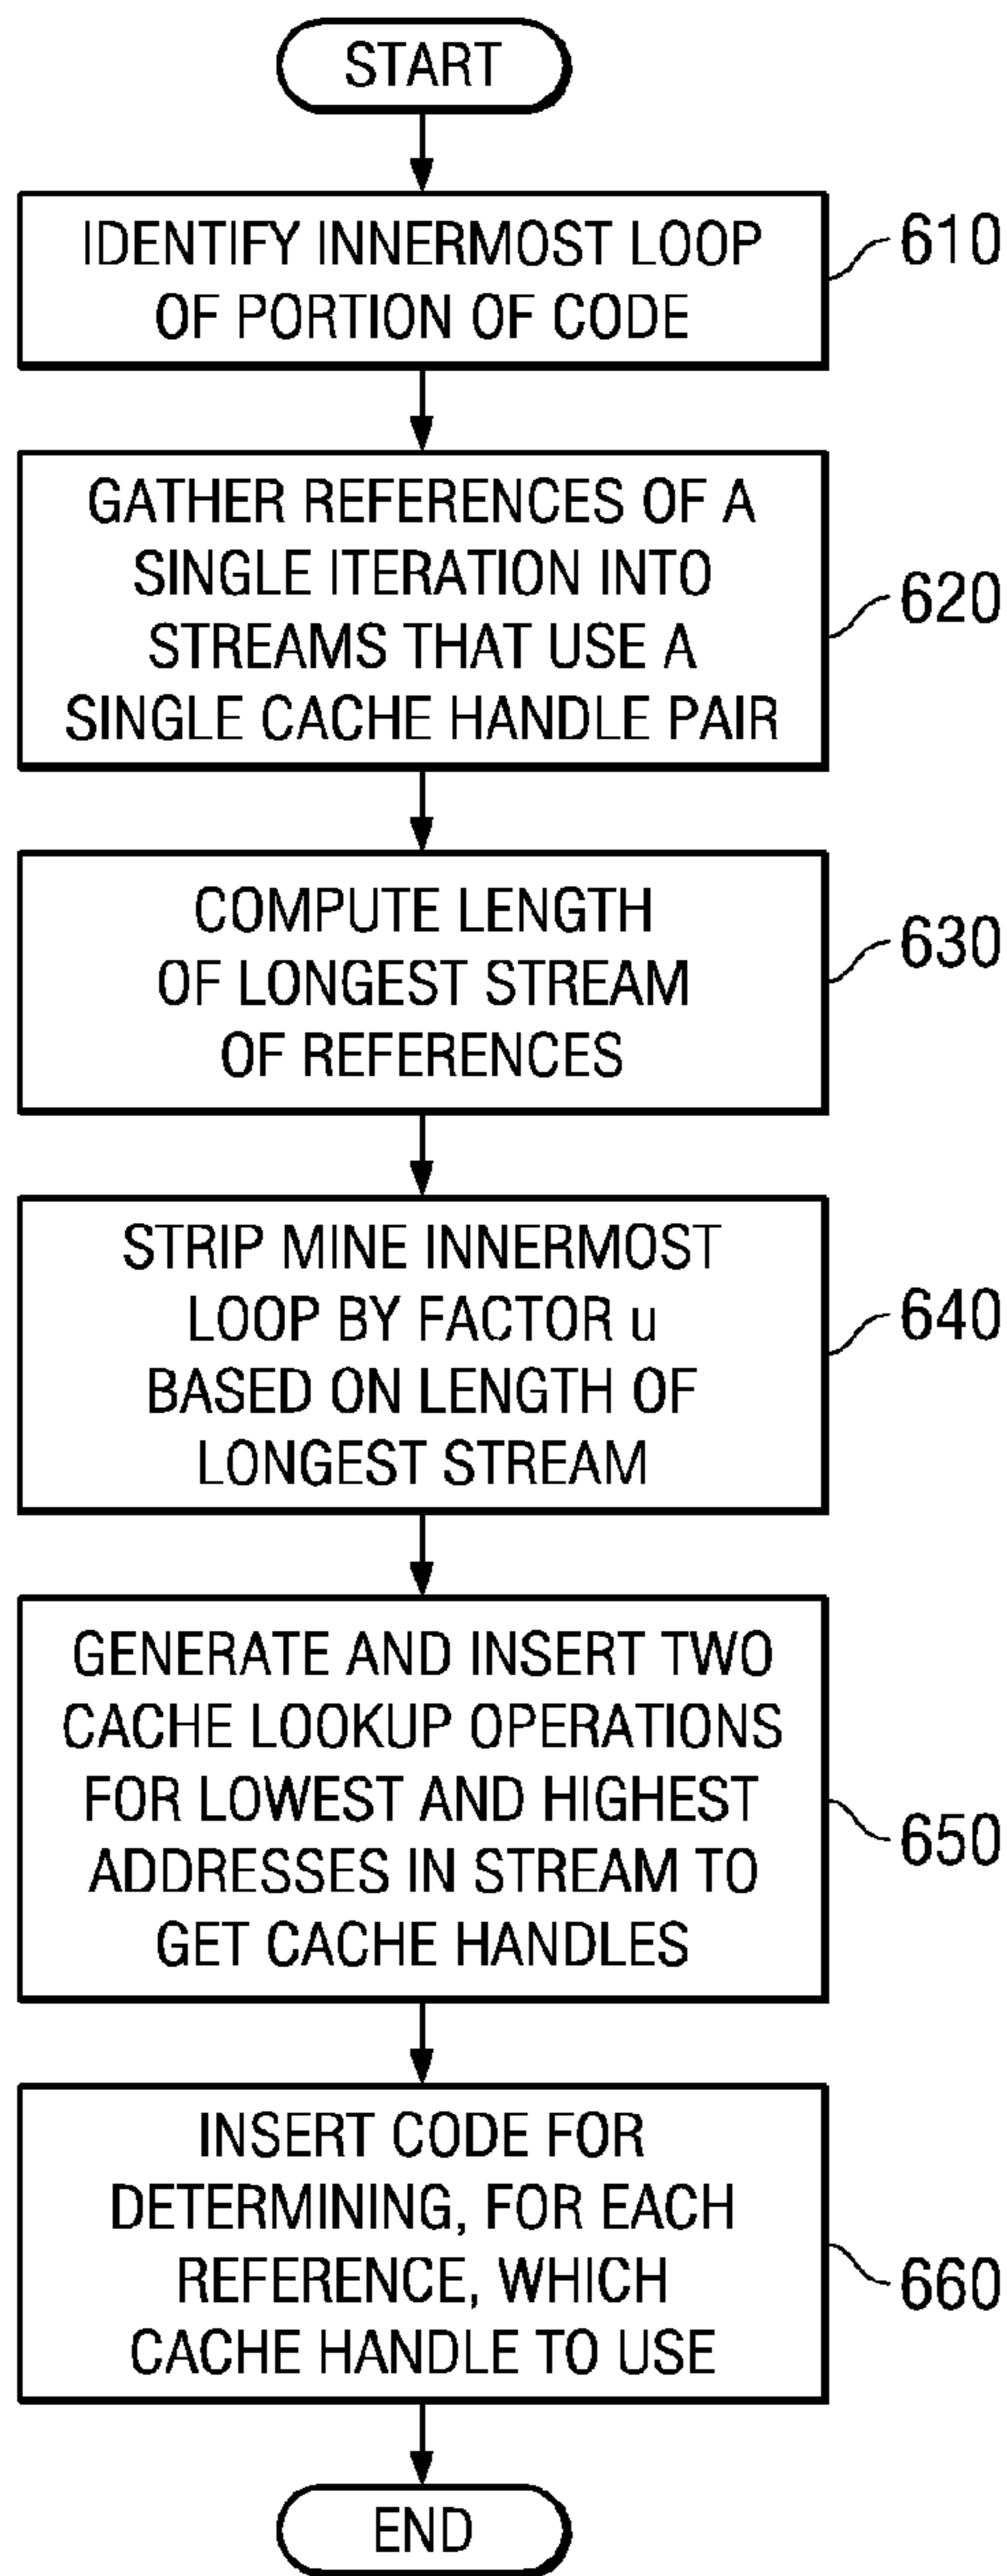 START
IDENTIFY INNERMOST LOOP
OF PORTION OF CODE
610
GATHER REFERENCES OF A
SINGLE ITERATION INTO
STREAMS THAT USE A
SINGLE CACHE HANDLE PAIR
620
COMPUTE LENGTH
OF LONGEST STREAM
OF REFERENCES
630
STRIP MINE INNERMOST
LOOP BY FACTOR u
BASED ON LENGTH OF
LONGEST STREAM
640
GENERATE AND INSERT TWO
CACHE LOOKUP OPERATIONS
FOR LOWEST AND HIGHEST
ADDRESSES IN STREAM TO
GET CACHE HANDLES
650
INSERT CODE FOR
DETERMINING, FOR EACH
REFERENCE, WHICH
CACHE HANDLE TO USE
660
END